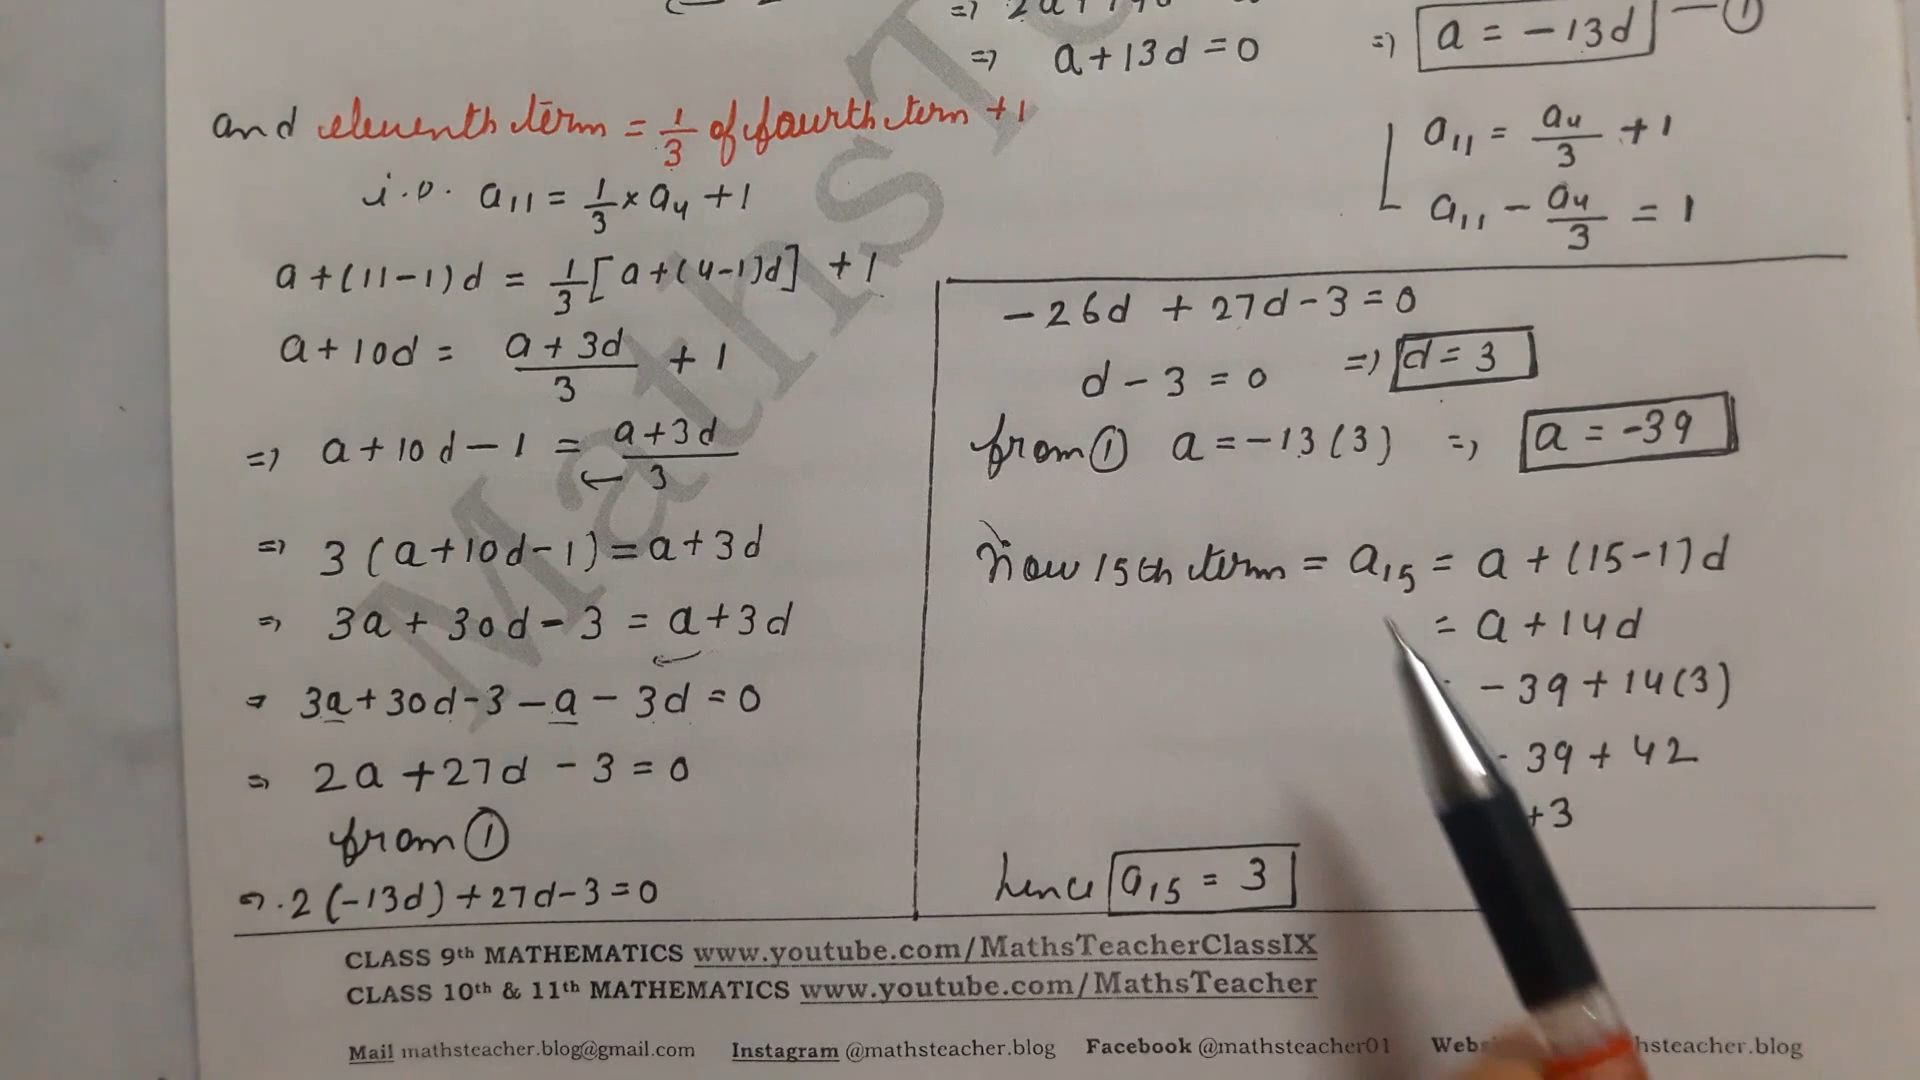 => a + 13d = 0 => a = -13d — ①
and eleventh term = 1/3 of fourth term + 1
a11 = a4/3 + 1
i.e. a11 = 1/3 × a4 + 1
a11 - a4/3 = 1
a + (11-1)d = 1/3 [a + (4-1)d] + 1
a + 10d = (a + 3d)/3 + 1
=> a + 10d - 1 = (a + 3d)/3
=> 3(a + 10d - 1) = a + 3d
=> 3a + 30d - 3 = a + 3d
=> 3a + 30d - 3 - a - 3d = 0
=> 2a + 27d - 3 = 0
from ①
=> 2(-13d) + 27d - 3 = 0
-26d + 27d - 3 = 0
d - 3 = 0 => d = 3
from ① a = -13(3) => a = -39
Now 15th term = a15 = a + (15-1)d
= a + 14d
-39 + 14(3)
-39 + 42
+3
hence a15 = 3
CLASS 9th MATHEMATICS www.youtube.com/MathsTeacherClassIX
CLASS 10th & 11th MATHEMATICS www.youtube.com/MathsTeacher
Mail mathsteacher.blog@gmail.com Instagram @mathsteacher.blog Facebook @mathsteacher01